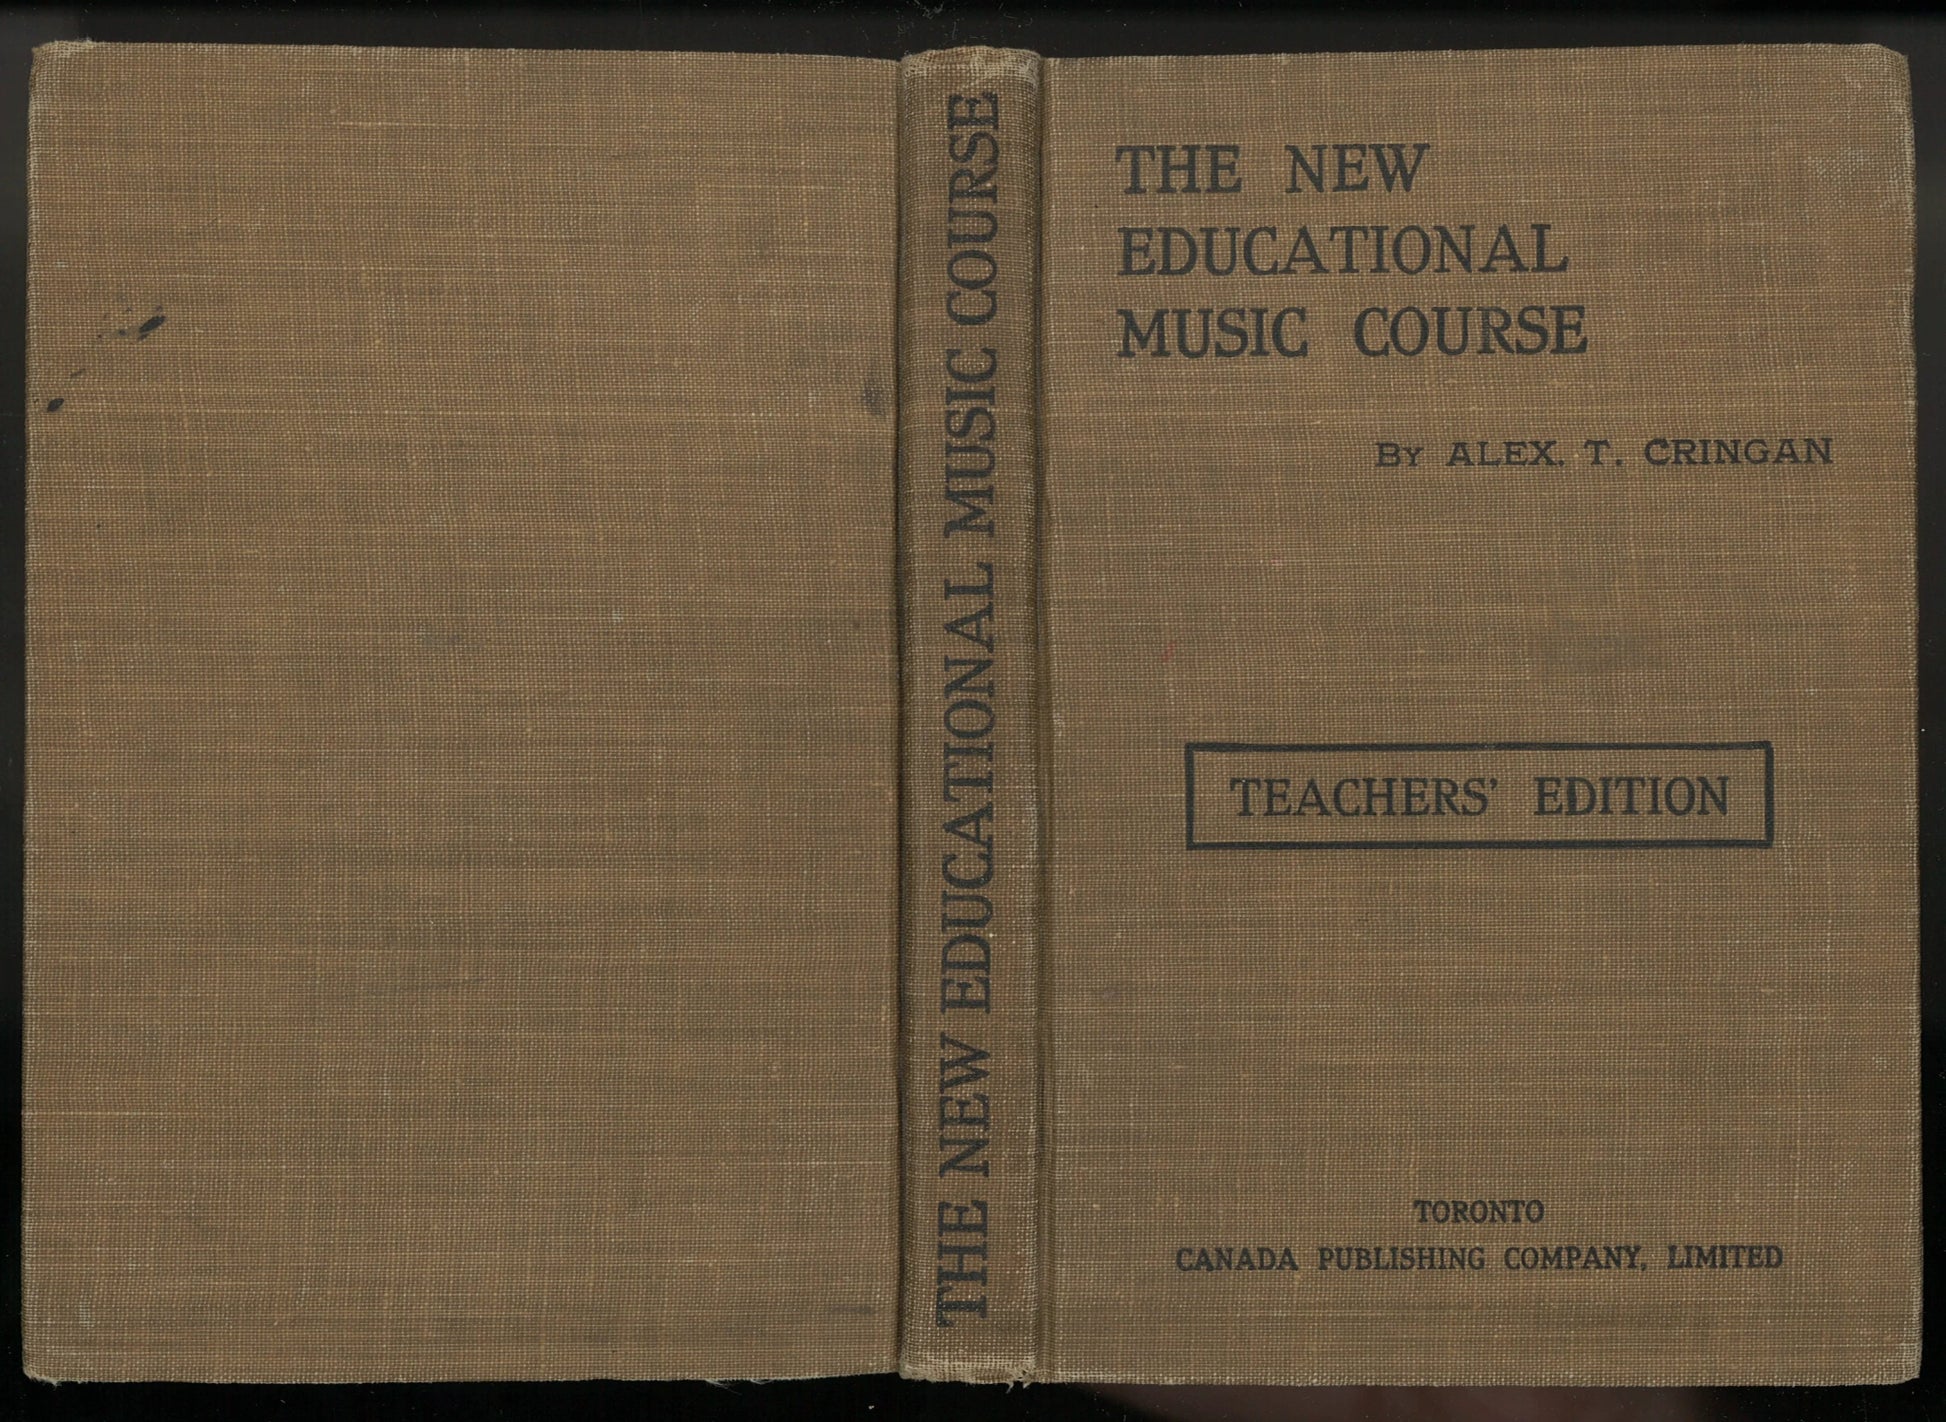 THE NEW EDUCATIONAL MUSIC COURSE
THE NEW
EDUCATIONAL
MUSIC COURSE
By ALEX. T. CRINGAN
TEACHERS' EDITION
TORONTO
CANADA PUBLISHING COMPANY, LIMITED